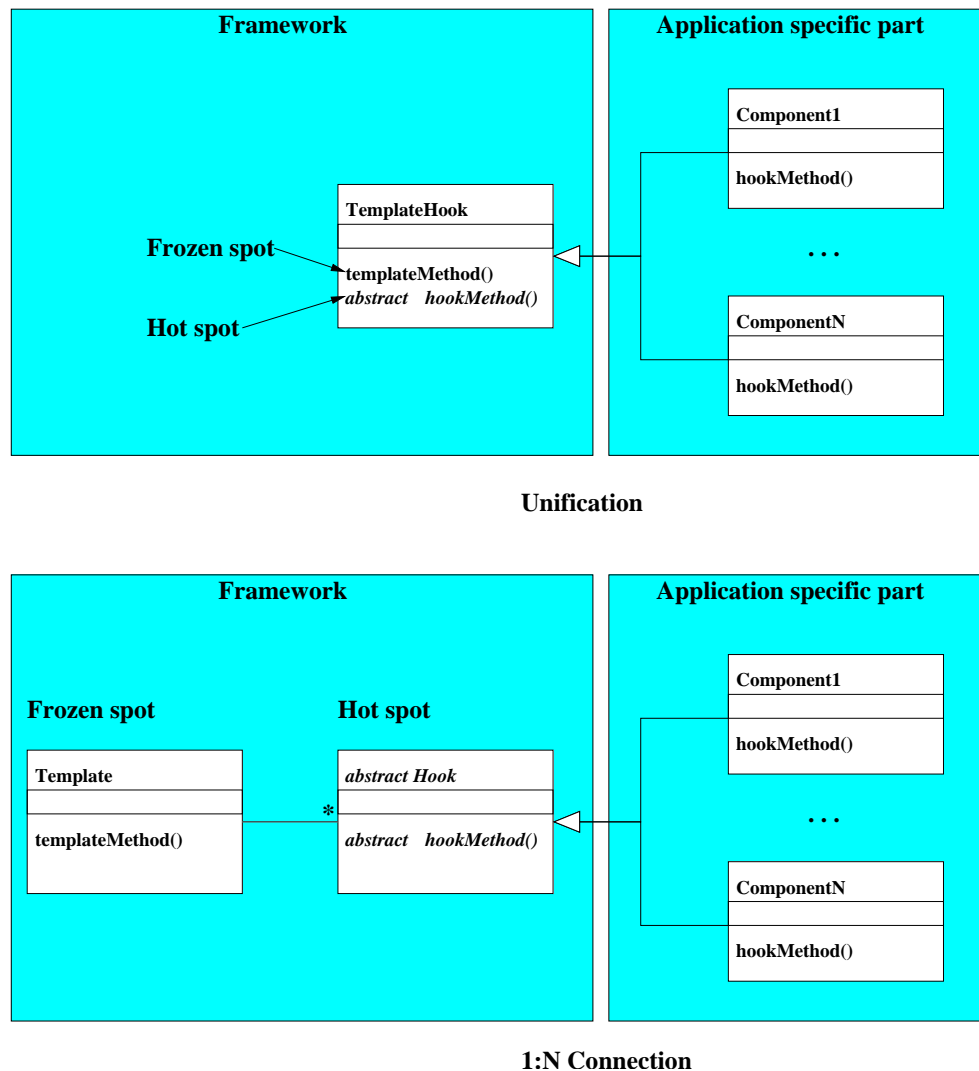 Framework
Application specific part
Component1
hookMethod()
TemplateHook
Frozen spot
templateMethod()
abstract hookMethod()
Hot spot
. . .
ComponentN
hookMethod()
Unification
Framework
Application specific part
Component1
hookMethod()
Frozen spot
Hot spot
Template
abstract Hook
*
templateMethod()
abstract hookMethod()
. . .
ComponentN
hookMethod()
1:N Connection